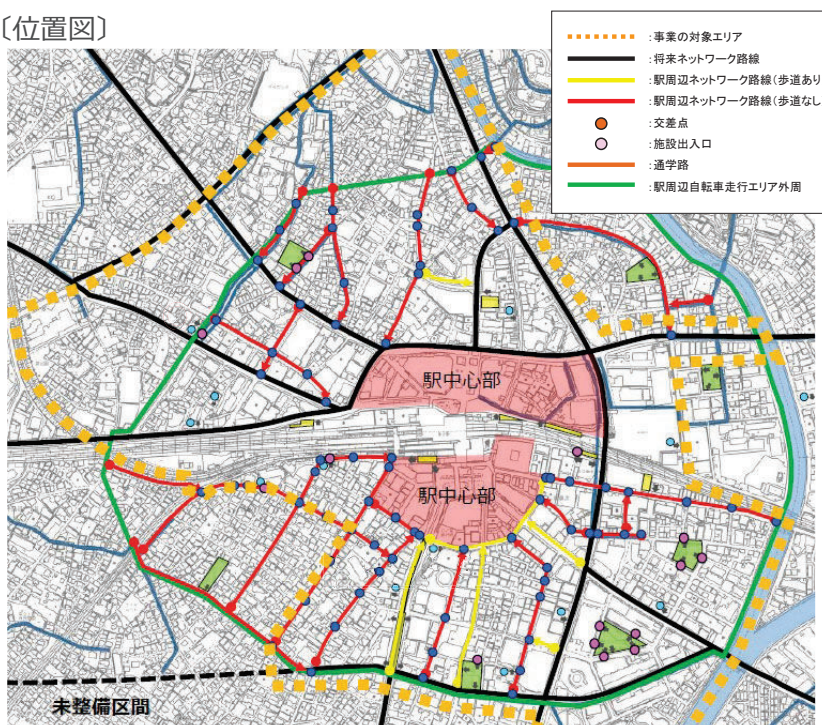 〔位置図〕
：事業の対象エリア
：将来ネットワーク路線
：駅周辺ネットワーク路線（歩道あり
：駅周辺ネットワーク路線（歩道なし
：交差点
：施設出入口
：通学路
：駅周辺自転車走行エリア外周
駅中心部
駅中心部
未整備区間